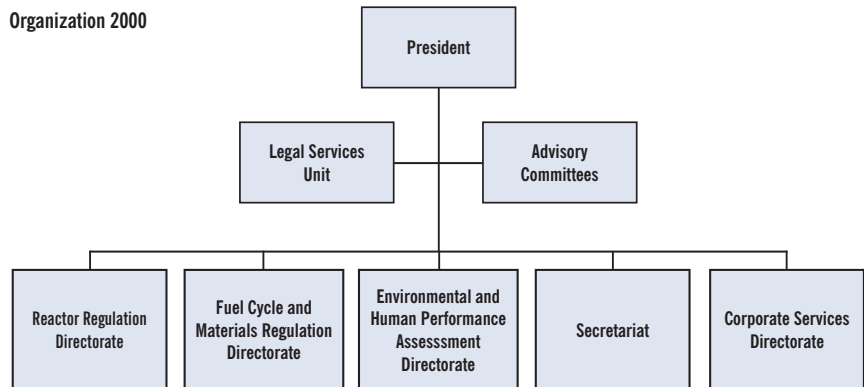 Organization 2000
President
Legal Services
Unit
Advisory
Committees
Reactor Regulation
Directorate
Fuel Cycle and
Materials Regulation
Directorate
Environmental and
Human Performance
Assesssment
Directorate
Secretariat
Corporate Services
Directorate